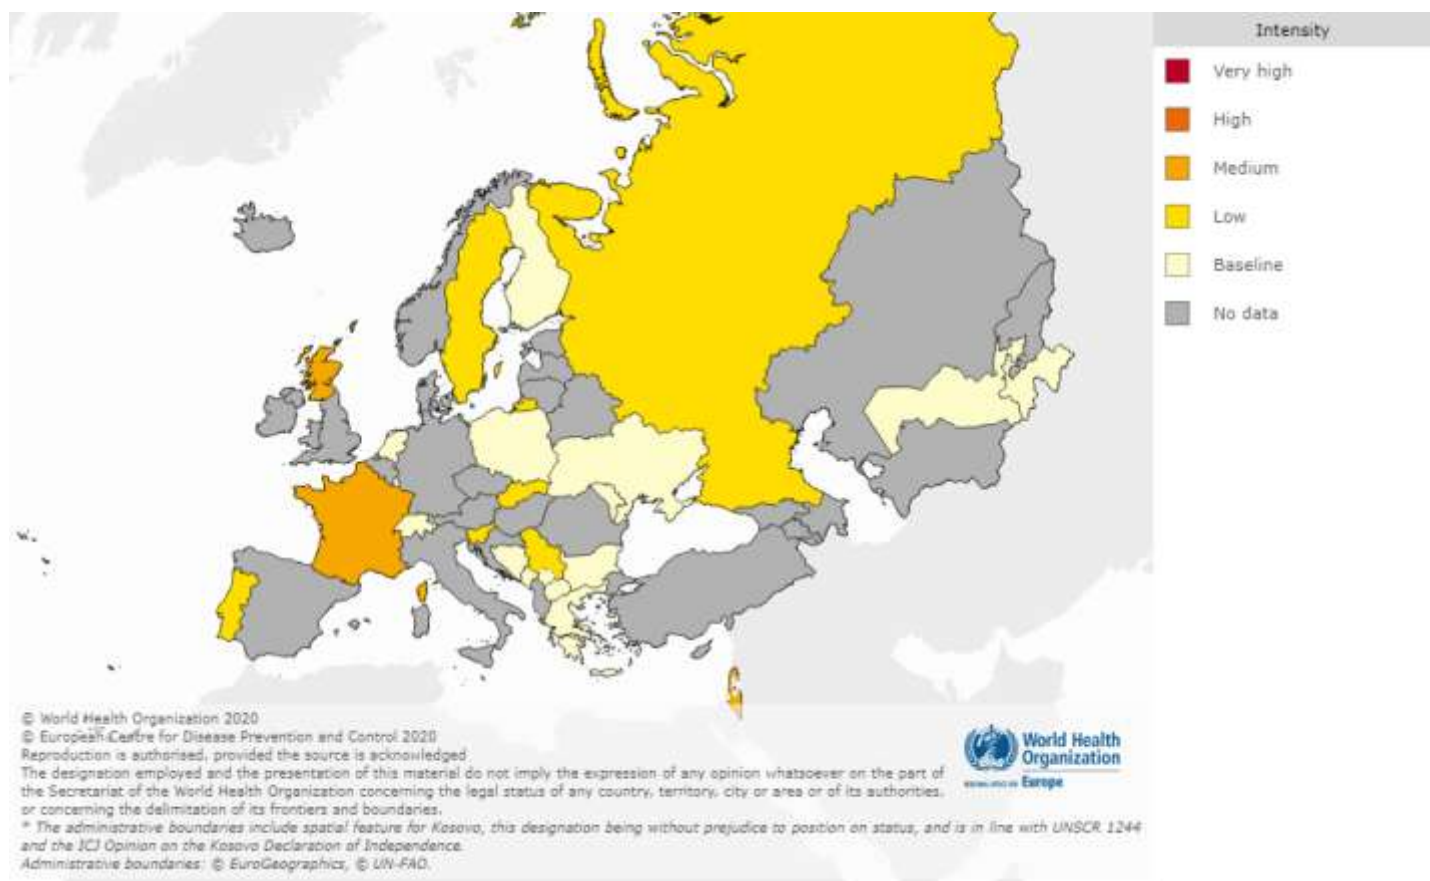 Intensity
Very high
High
Medium
Low
Baseline
No data
© World Health Organization 2020
© European Centre for Disease Prevention and Control 2020
Reproduction is authorised, provided the source is acknowledged
The designation employed and the presentation of this material do not imply the expression of any opinion whatsoever on the part of
the Secretariat of the World Health Organization concerning the legal status of any country, territory, city or area or of its authorities,
or concerning the delimitation of its frontiers and boundaries.
* The administrative boundaries include spatial feature for Kosovo, this designation being without prejudice to position on status, and is in line with UNSCR 1244
and the ICJ Opinion on the Kosovo Declaration of Independence.
Administrative boundaries: © EuroGeographics, © UN-FAO.
World Health
Organization
Europe